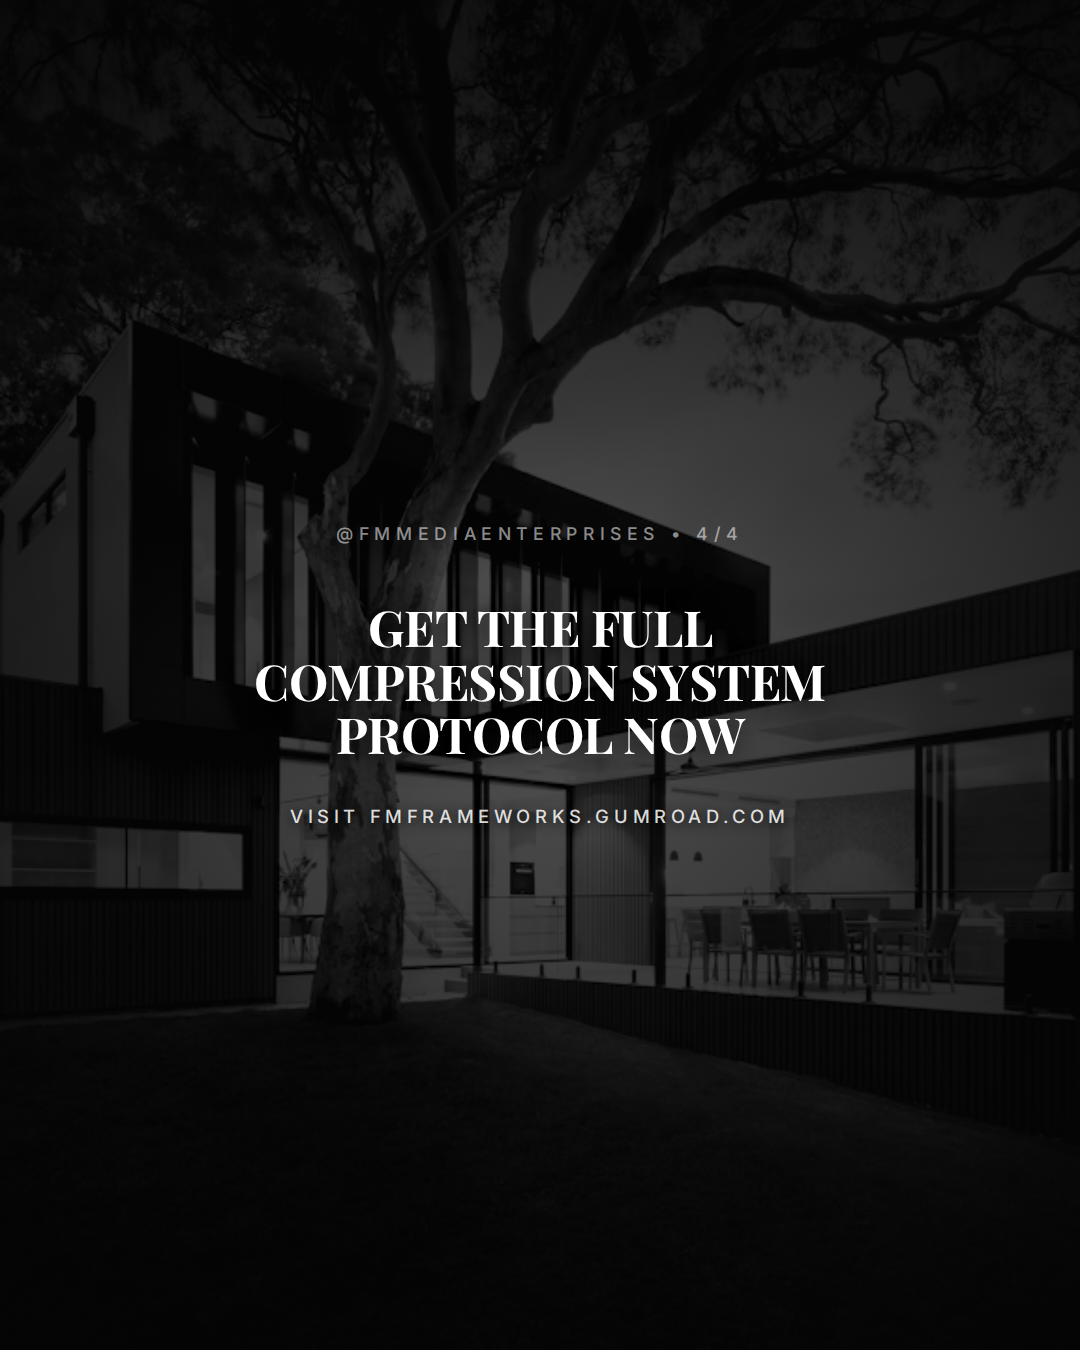 @FMMEDIAENTERPRISES • 4/4
GET THE FULL
COMPRESSION SYSTEM
PROTOCOL NOW
VISIT FMFRAMEWORKS.GUMROAD.COM